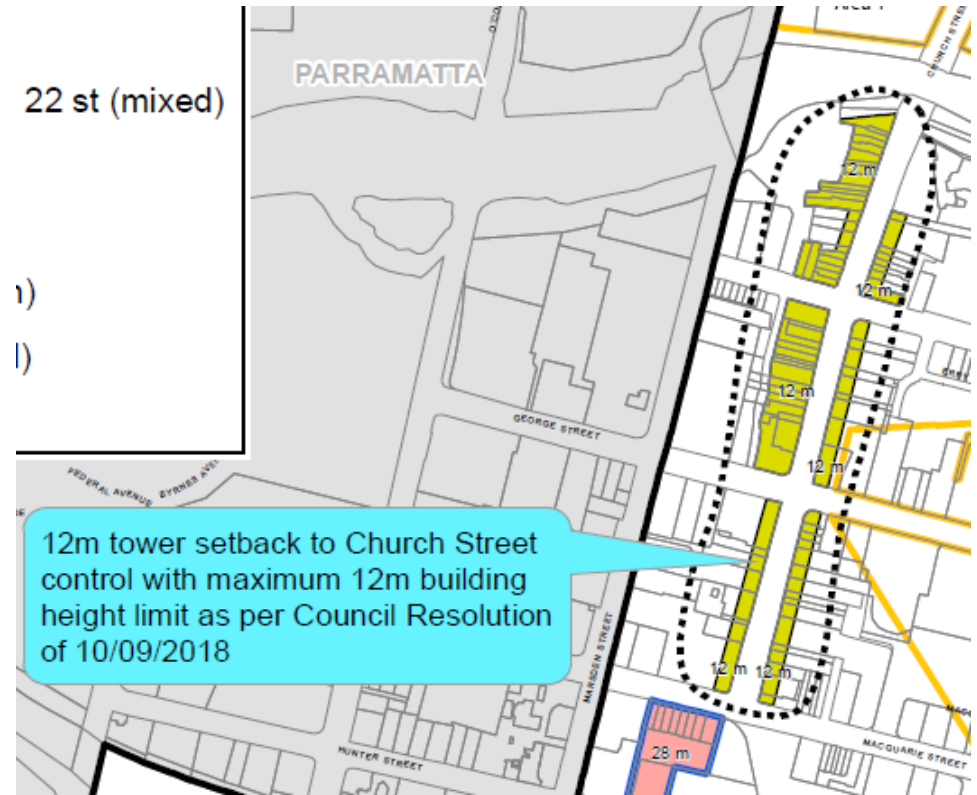 Area 1
CHURCH STREET
PARRAMATTA
22 st (mixed)
12 m
12 m
12 m
12 m
GEORGE STREET
FEDERAL AVENUE
12m tower setback to Church Street
control with maximum 12m building
height limit as per Council Resolution
of 10/09/2018
MARSDEN STREET
12 m
12 m
28 m
HUNTER STREET
MACQUARIE STREET